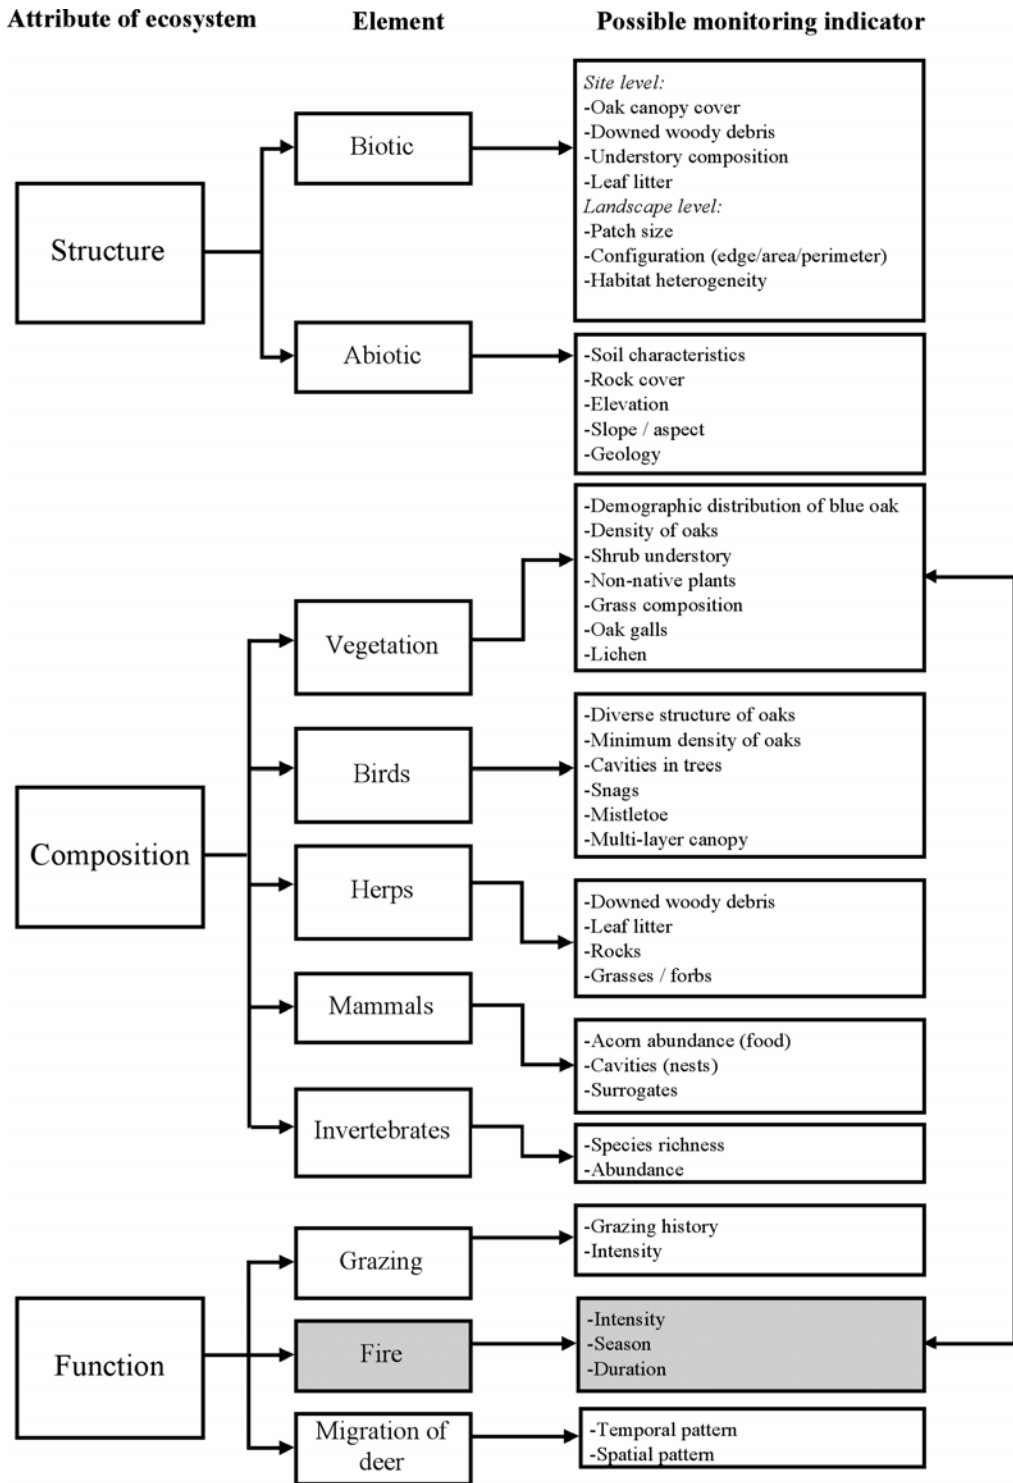 Attribute of ecosystem
Element
Possible monitoring indicator
Structure
Biotic
Site level:
-Oak canopy cover
-Downed woody debris
-Understory composition
-Leaf litter
Landscape level:
-Patch size
-Configuration (edge/area/perimeter)
-Habitat heterogeneity
Abiotic
-Soil characteristics
-Rock cover
-Elevation
-Slope / aspect
-Geology
Composition
Vegetation
-Demographic distribution of blue oak
-Density of oaks
-Shrub understory
-Non-native plants
-Grass composition
-Oak galls
-Lichen
Birds
-Diverse structure of oaks
-Minimum density of oaks
-Cavities in trees
-Snags
-Mistletoe
-Multi-layer canopy
Herps
-Downed woody debris
-Leaf litter
-Rocks
-Grasses / forbs
Mammals
-Acorn abundance (food)
-Cavities (nests)
-Surrogates
Invertebrates
-Species richness
-Abundance
Function
Grazing
-Grazing history
-Intensity
Fire
-Intensity
-Season
-Duration
Migration of
deer
-Temporal pattern
-Spatial pattern